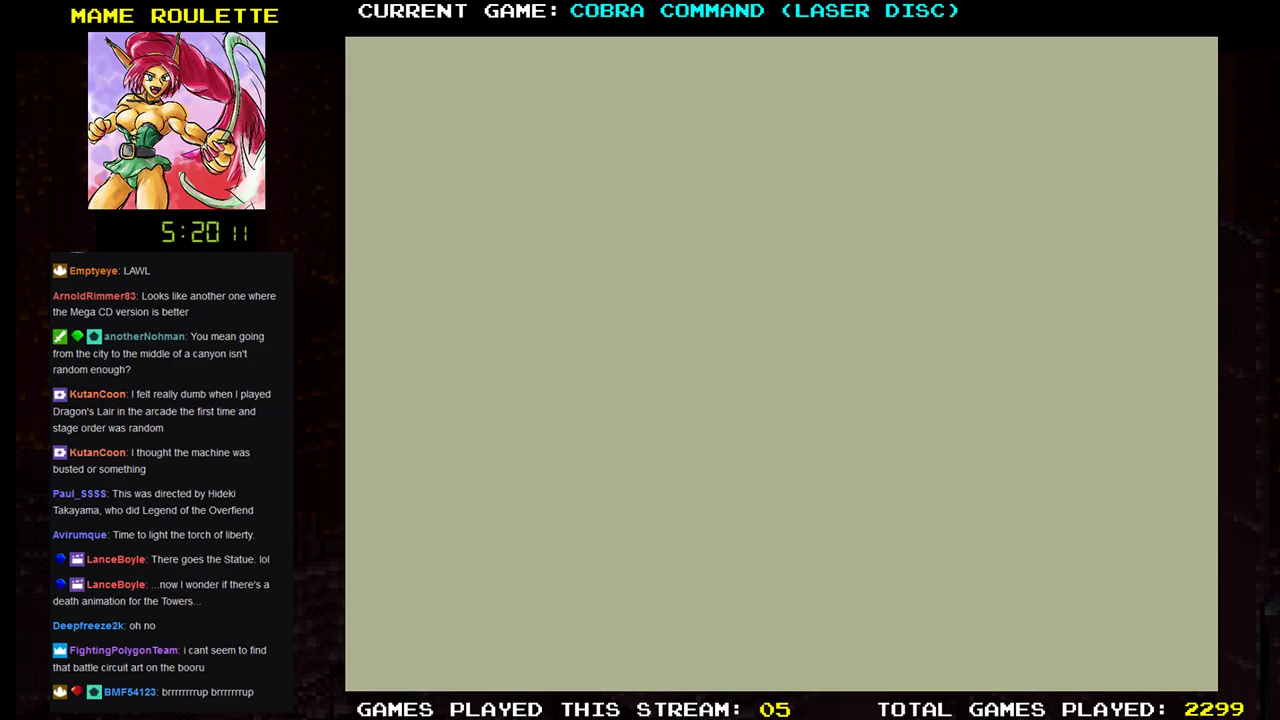 MAME ROULETTE
CURRENT GAME: COBRA COMMAND (LASER DISC)
5:20 11
Emptyeye: LAWL
ArnoldRimmer83: Looks like another one where
the Mega CD version is better
anotherNohman: You mean going
from the city to the middle of a canyon isn't
random enough?
KutanCoon: I felt really dumb when I played
Dragon's Lair in the arcade the first time and
stage order was random
KutanCoon: I thought the machine was
busted or something
Paul_SSSS: This was directed by Hideki
Takayama, who did Legend of the Overfiend
Avirumque: Time to light the torch of liberty.
LanceBoyle: There goes the Statue. lol
LanceBoyle: ...now I wonder if there's a
death animation for the Towers...
Deepfreeze2k: oh no
FightingPolygonTeam: i cant seem to find
that battle circuit art on the booru
BMF54123: brrrrrrrup brrrrrrup
GAMES PLAYED THIS STREAM: 05
TOTAL GAMES PLAYED: 2299